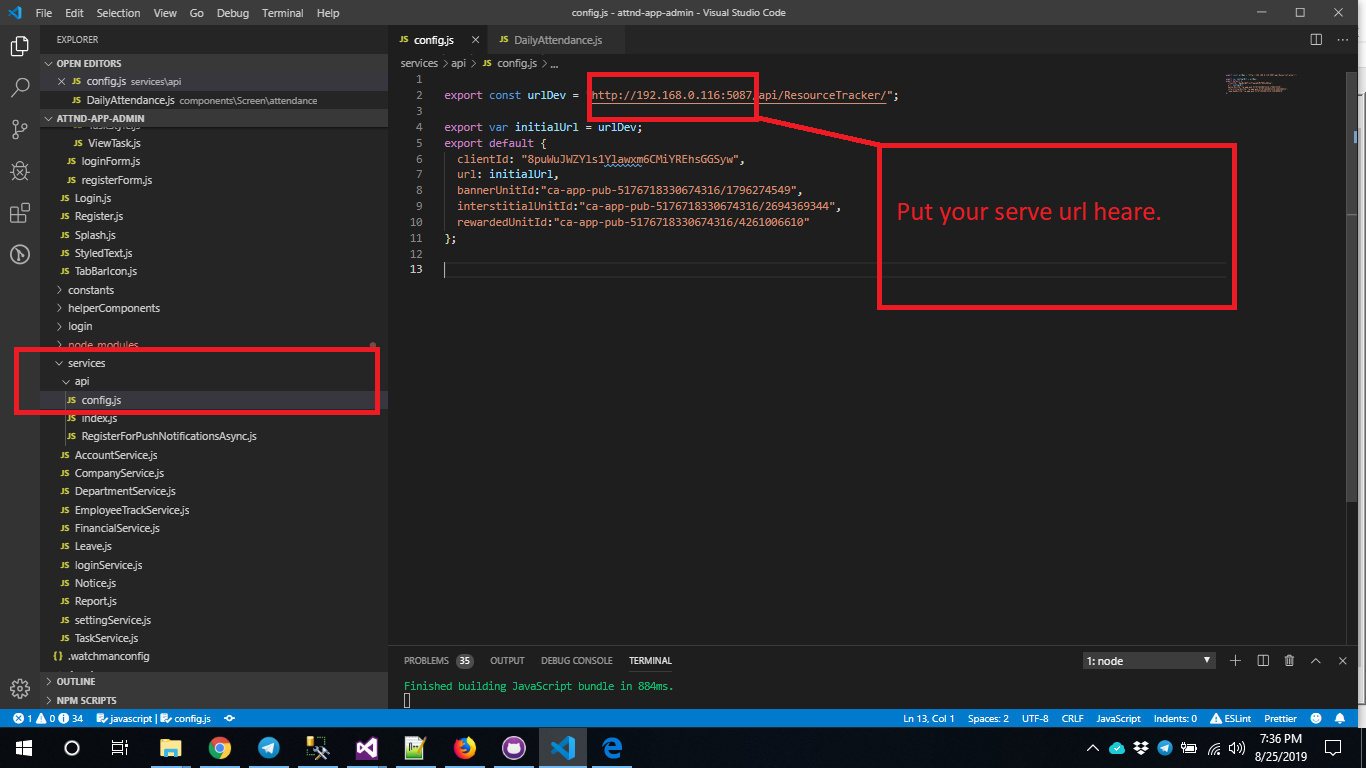 File Edit Selection View Go Debug Terminal Help
config.js - attnd-app-admin - Visual Studio Code
EXPLORER
OPEN EDITORS
JS config.js services\api
JS DailyAttendance.js components\Screen\attendance
ATTND-APP-ADMIN
JS TaskStyle.js
JS ViewTask.js
JS loginForm.js
JS registerForm.js
JS Login.js
JS Register.js
JS Splash.js
JS StyledText.js
JS TabBarIcon.js
constants
helperComponents
login
node_modules
services
api
JS config.js
JS index.js
JS RegisterForPushNotificationsAsync.js
JS AccountService.js
JS CompanyService.js
JS DepartmentService.js
JS EmployeeTrackService.js
JS FinancialService.js
JS Leave.js
JS loginService.js
JS Notice.js
JS Report.js
JS settingService.js
JS TaskService.js
{} .watchmanconfig
OUTLINE
NPM SCRIPTS
JS config.js
JS DailyAttendance.js
services > api > JS config.js > ...
1
2 export const urlDev = "http://192.168.0.116:5087/api/ResourceTracker/";
3
4 export var initialUrl = urlDev;
5 export default {
6 clientId: "8puWuJWZYls1Ylawxm6CMiYREhsGGSyw",
7 url: initialUrl,
8 bannerUnitId:"ca-app-pub-5176718330674316/1796274549",
9 interstitialUnitId:"ca-app-pub-5176718330674316/2694369344",
10 rewardedUnitId:"ca-app-pub-5176718330674316/4261006610"
11 };
12
13
Put your serve url heare.
PROBLEMS 35 OUTPUT DEBUG CONSOLE TERMINAL
1: node
Finished building JavaScript bundle in 884ms.
1 0 34 javascript | config.js
Ln 13, Col 1 Spaces: 2 UTF-8 CRLF JavaScript Indents: 0 ESLint Prettier
7:36 PM
8/25/2019